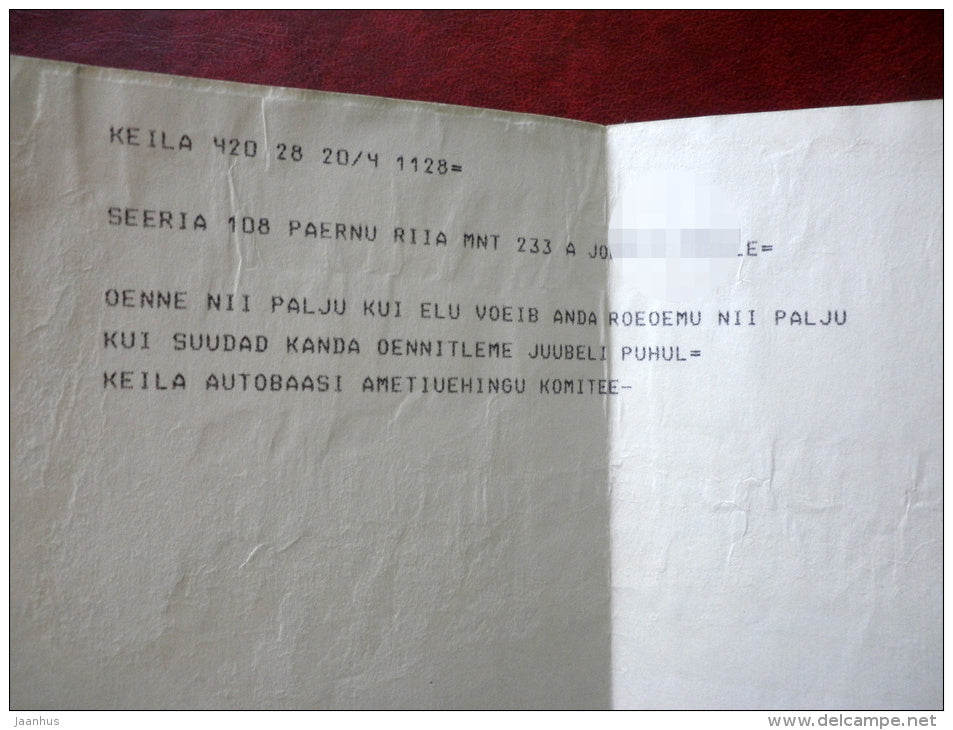 KEILA 420 28 20/4 1128=
SEERIA 108 PAERNU RIIA MNT 233 A
OENNE NII PALJU KUI ELU VOEIB ANDA ROEOEMU NII PALJU
KUI SUUDAD KANDA OENNITLEME JUUBELI PUHUL=
KEILA AUTOBAASI AMETIUEHINGU KOMITEE-
Jaanhus
www.delcampe.net